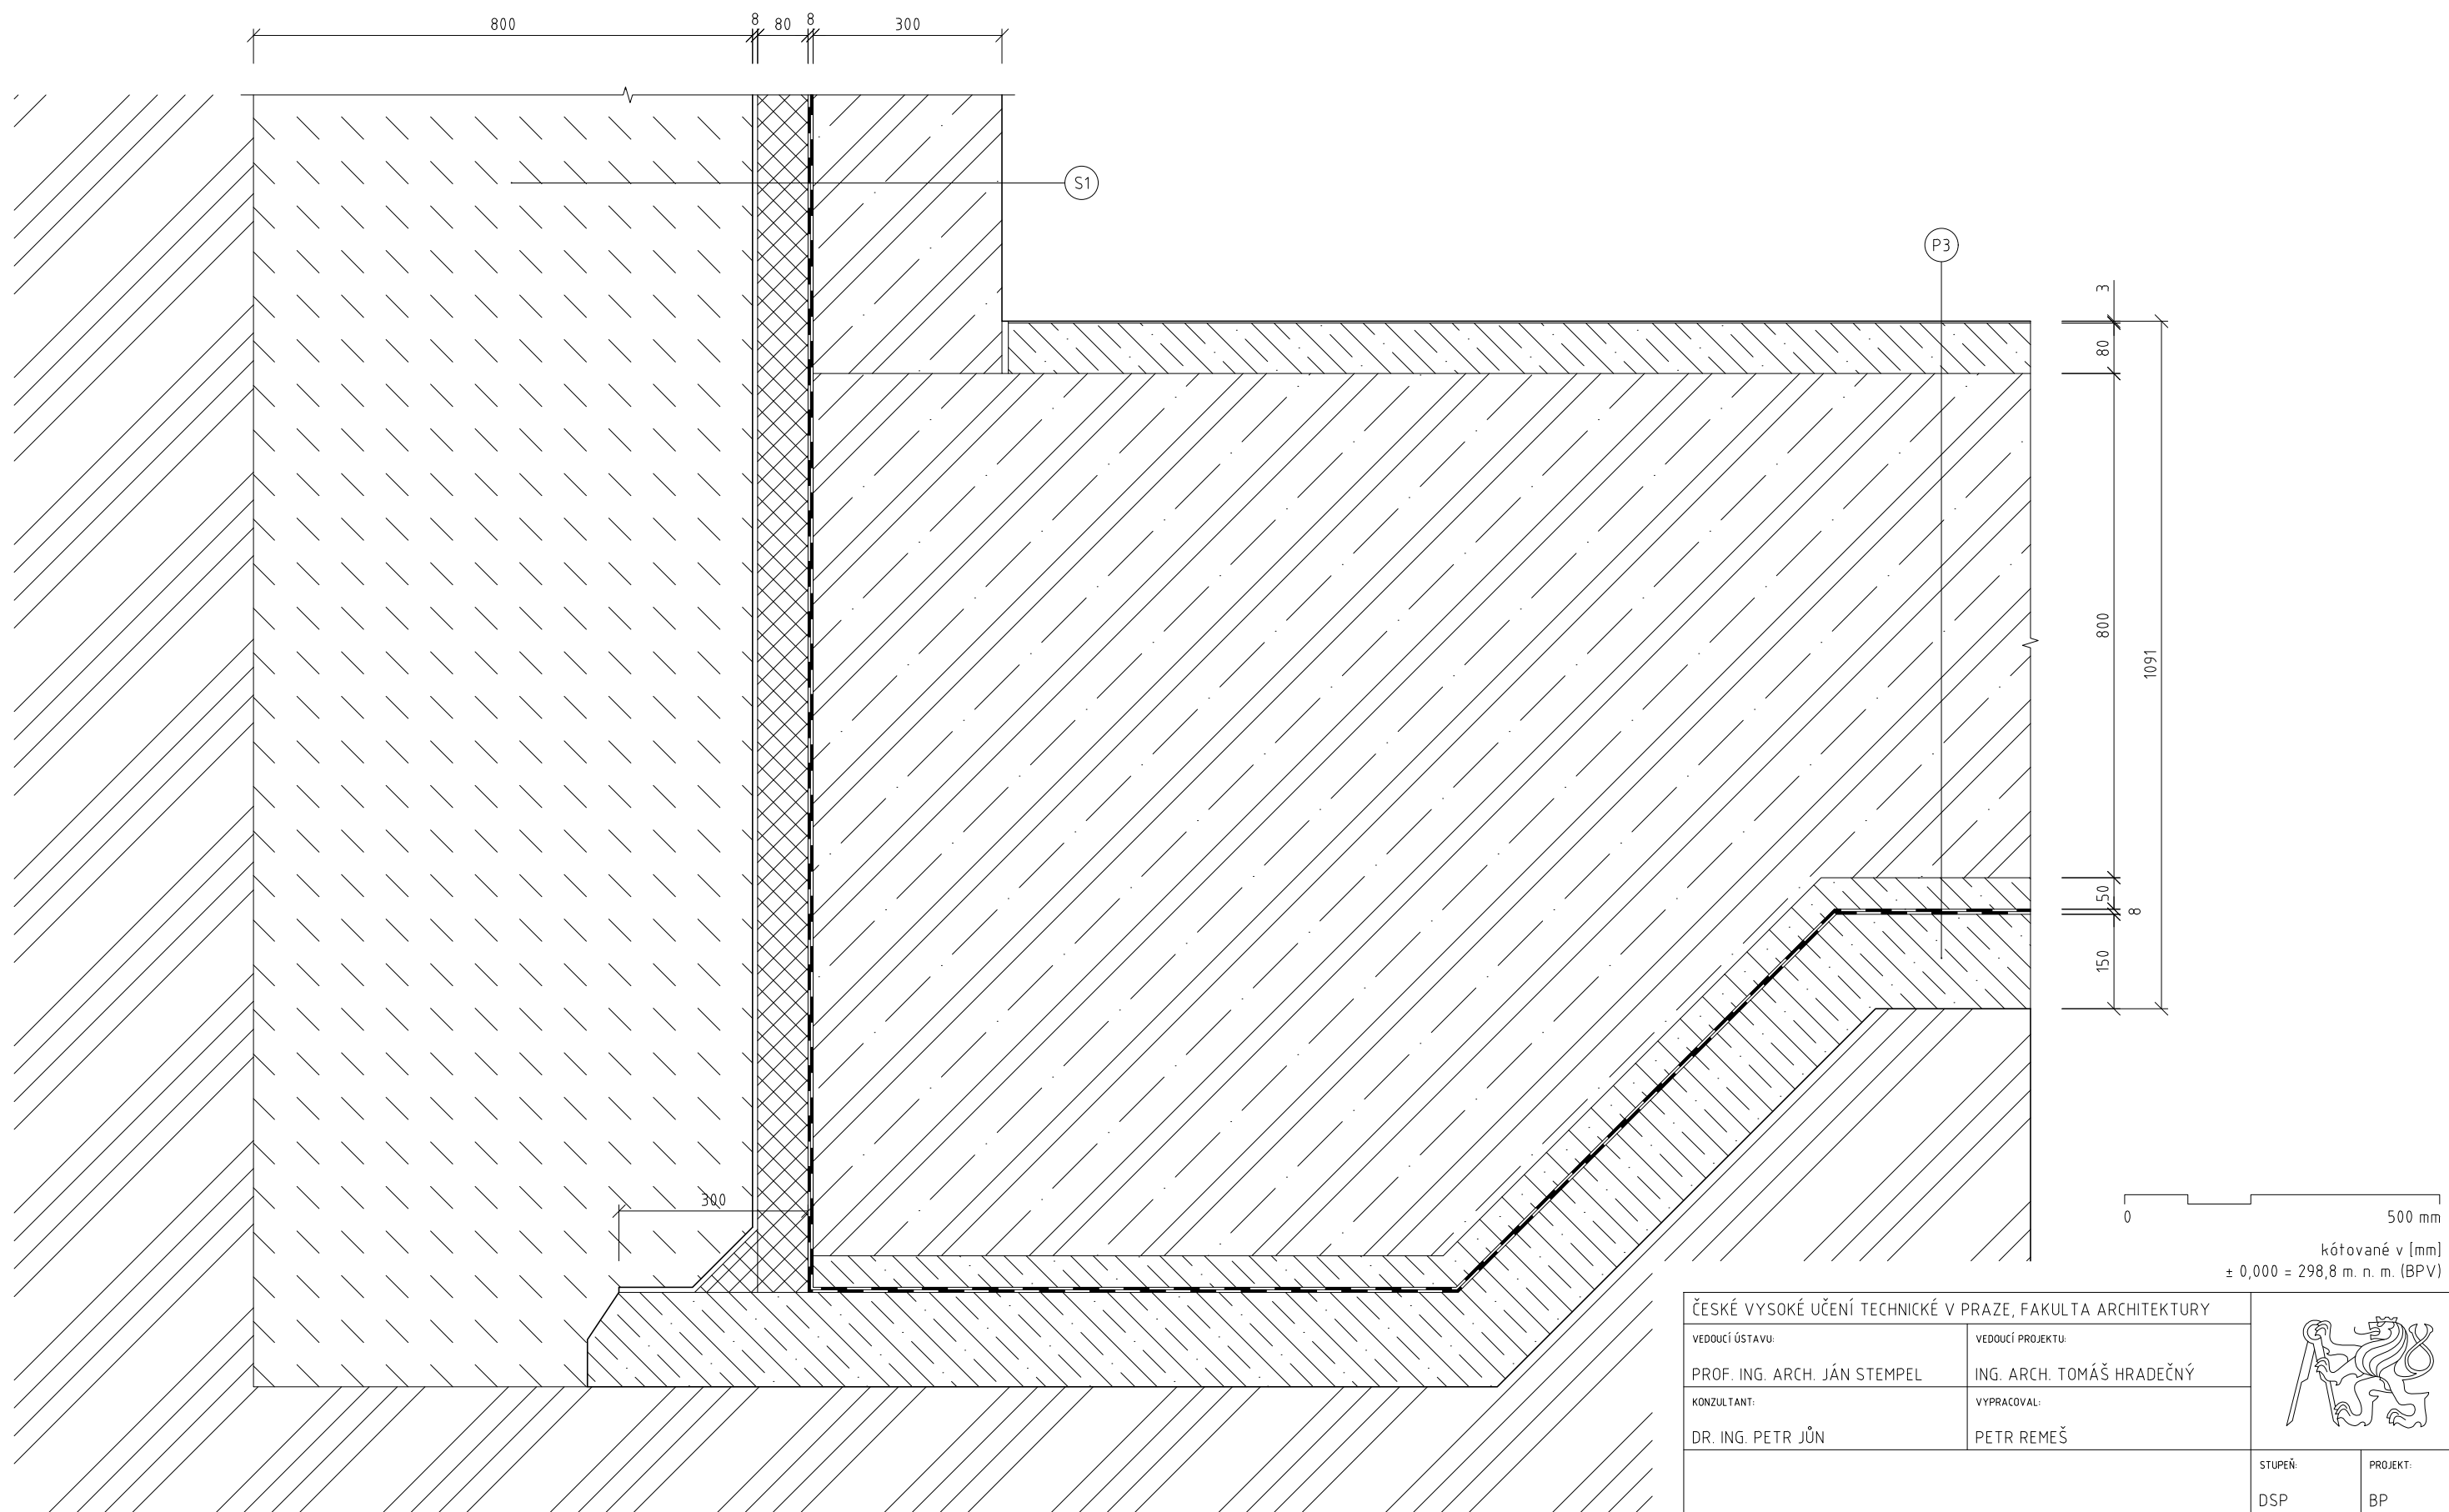 800
8
80
8
300
S1
P3
3
80
800
1091
50
8
150
300
0
500 mm
kótované v [mm]
± 0,000 = 298,8 m. n. m. (BPV)
ČESKÉ VYSOKÉ UČENÍ TECHNICKÉ V PRAZE, FAKULTA ARCHITEKTURY
VEDOUCÍ ÚSTAVU:
PROF. ING. ARCH. JÁN STEMPEL
VEDOUCÍ PROJEKTU:
ING. ARCH. TOMÁŠ HRADEČNÝ
KONZULTANT:
DR. ING. PETR JŮN
VYPRACOVAL:
PETR REMEŠ
STUPEŇ:
DSP
PROJEKT:
BP